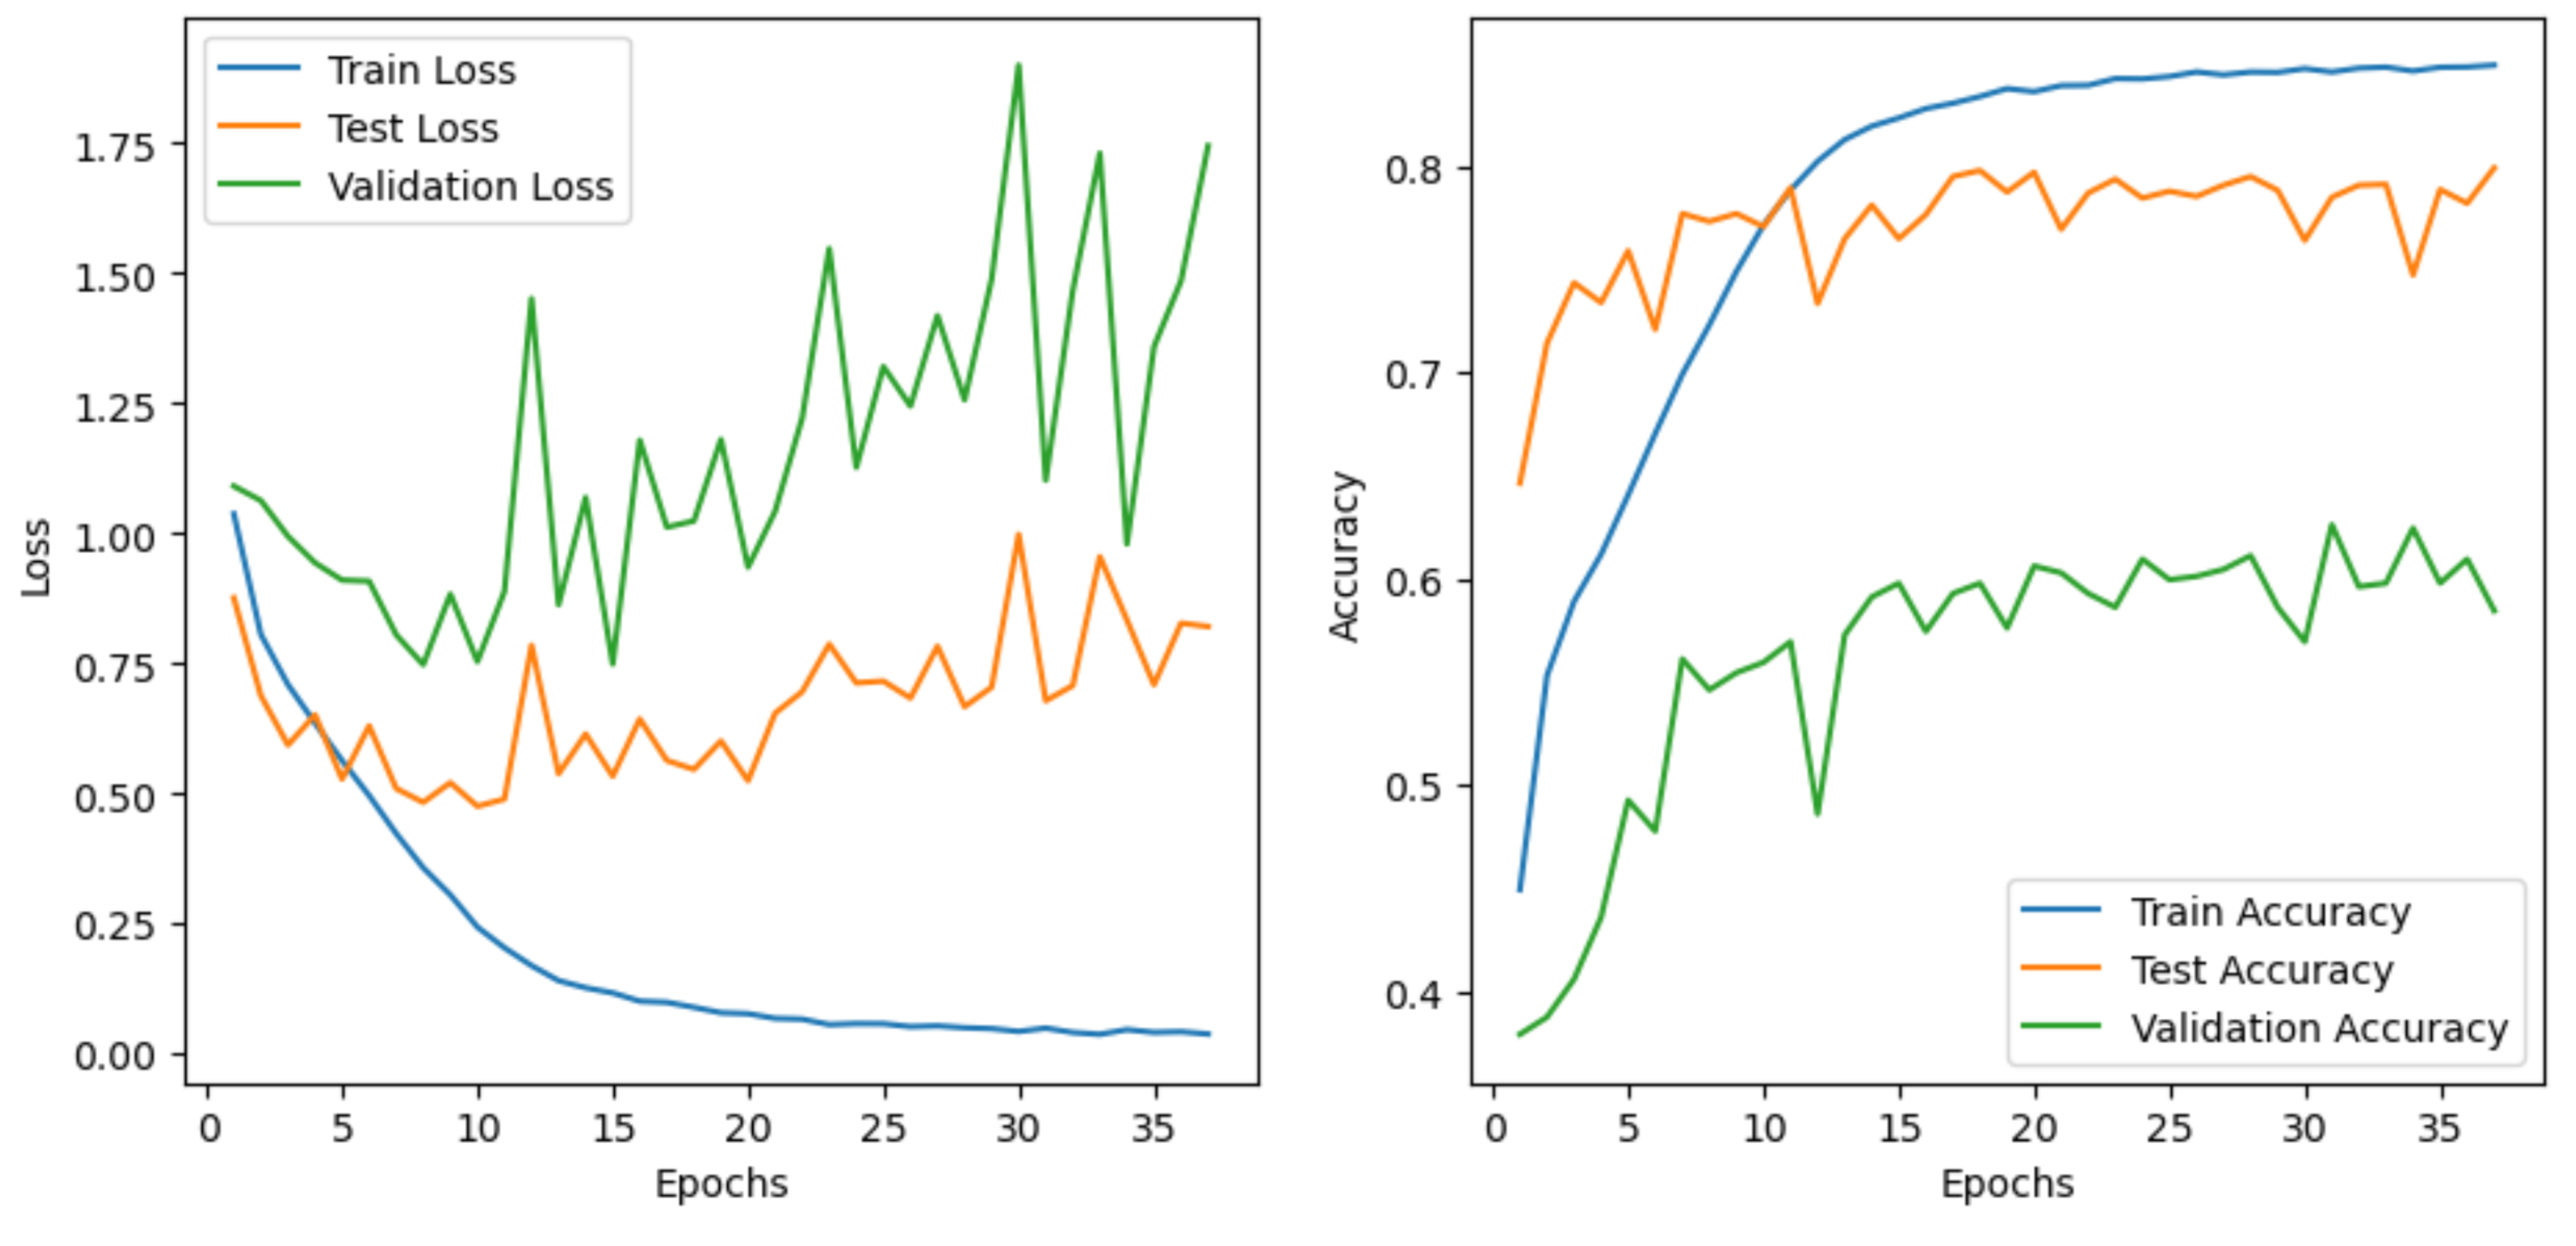 Train Loss
Test Loss
Validation Loss
1.75
1.50
1.25
1.00
0.75
0.50
0.25
0.00
Loss
0 5 10 15 20 25 30 35
Epochs
0.8
0.7
0.6
0.5
0.4
Accuracy
Train Accuracy
Test Accuracy
Validation Accuracy
0 5 10 15 20 25 30 35
Epochs